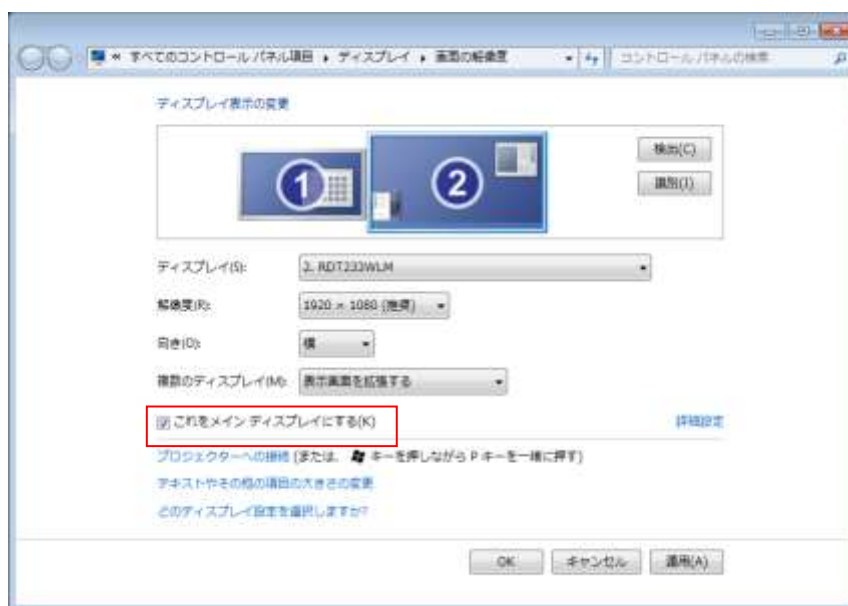 « すべてのコントロール パネル項目 ▸ ディスプレイ ▸ 画面の解像度 コントロール パネルの検索
ディスプレイ表示の変更
1 2
検出(C)
識別(I)
ディスプレイ(S): 2. RDT233WLM
解像度(R): 1920 × 1080 (推奨)
向き(O): 横
複数のディスプレイ(M): 表示画面を拡張する
これをメイン ディスプレイにする(K) 詳細設定
プロジェクターへの接続 (または、 キーを押しながら P キーを一緒に押す)
テキストやその他の項目の大きさの変更
どのディスプレイ設定を選択しますか?
OK キャンセル 適用(A)